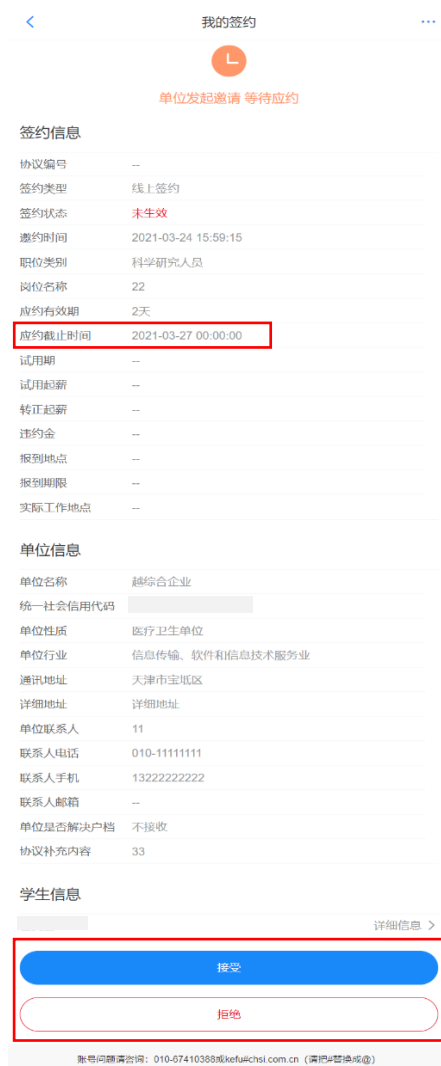 我的签约
单位发起邀请 等待应约
签约信息
协议编号 --
签约类型 线上签约
签约状态 未生效
邀约时间 2021-03-24 15:59:15
职位类别 科学研究人员
岗位名称 22
应约有效期 2天
应约截止时间 2021-03-27 00:00:00
试用期 --
试用起薪 --
转正起薪 --
违约金 --
报到地点 --
报到期限 --
实际工作地点 --
单位信息
单位名称 越综合企业
统一社会信用代码
单位性质 医疗卫生单位
单位行业 信息传输、软件和信息技术服务业
通讯地址 天津市宝坻区
详细地址 详细地址
单位联系人 11
联系人电话 010-11111111
联系人手机 13222222222
联系人邮箱 --
单位是否解决户档 不接收
协议补充内容 33
学生信息
详细信息 >
接受
拒绝
账号问题请咨询：010-67410388或kefu#chsi.com.cn（请把#替换成@）